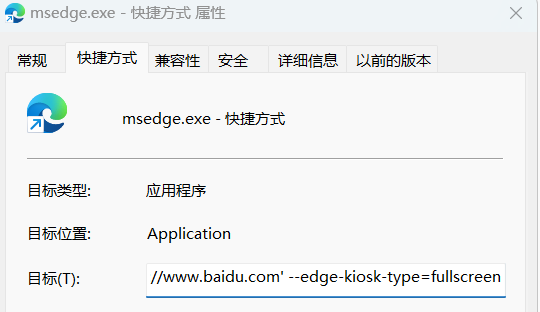 msedge.exe - 快捷方式 属性
常规 快捷方式 兼容性 安全 详细信息 以前的版本
msedge.exe - 快捷方式
目标类型: 应用程序
目标位置: Application
目标(T): //www.baidu.com' --edge-kiosk-type=fullscreen